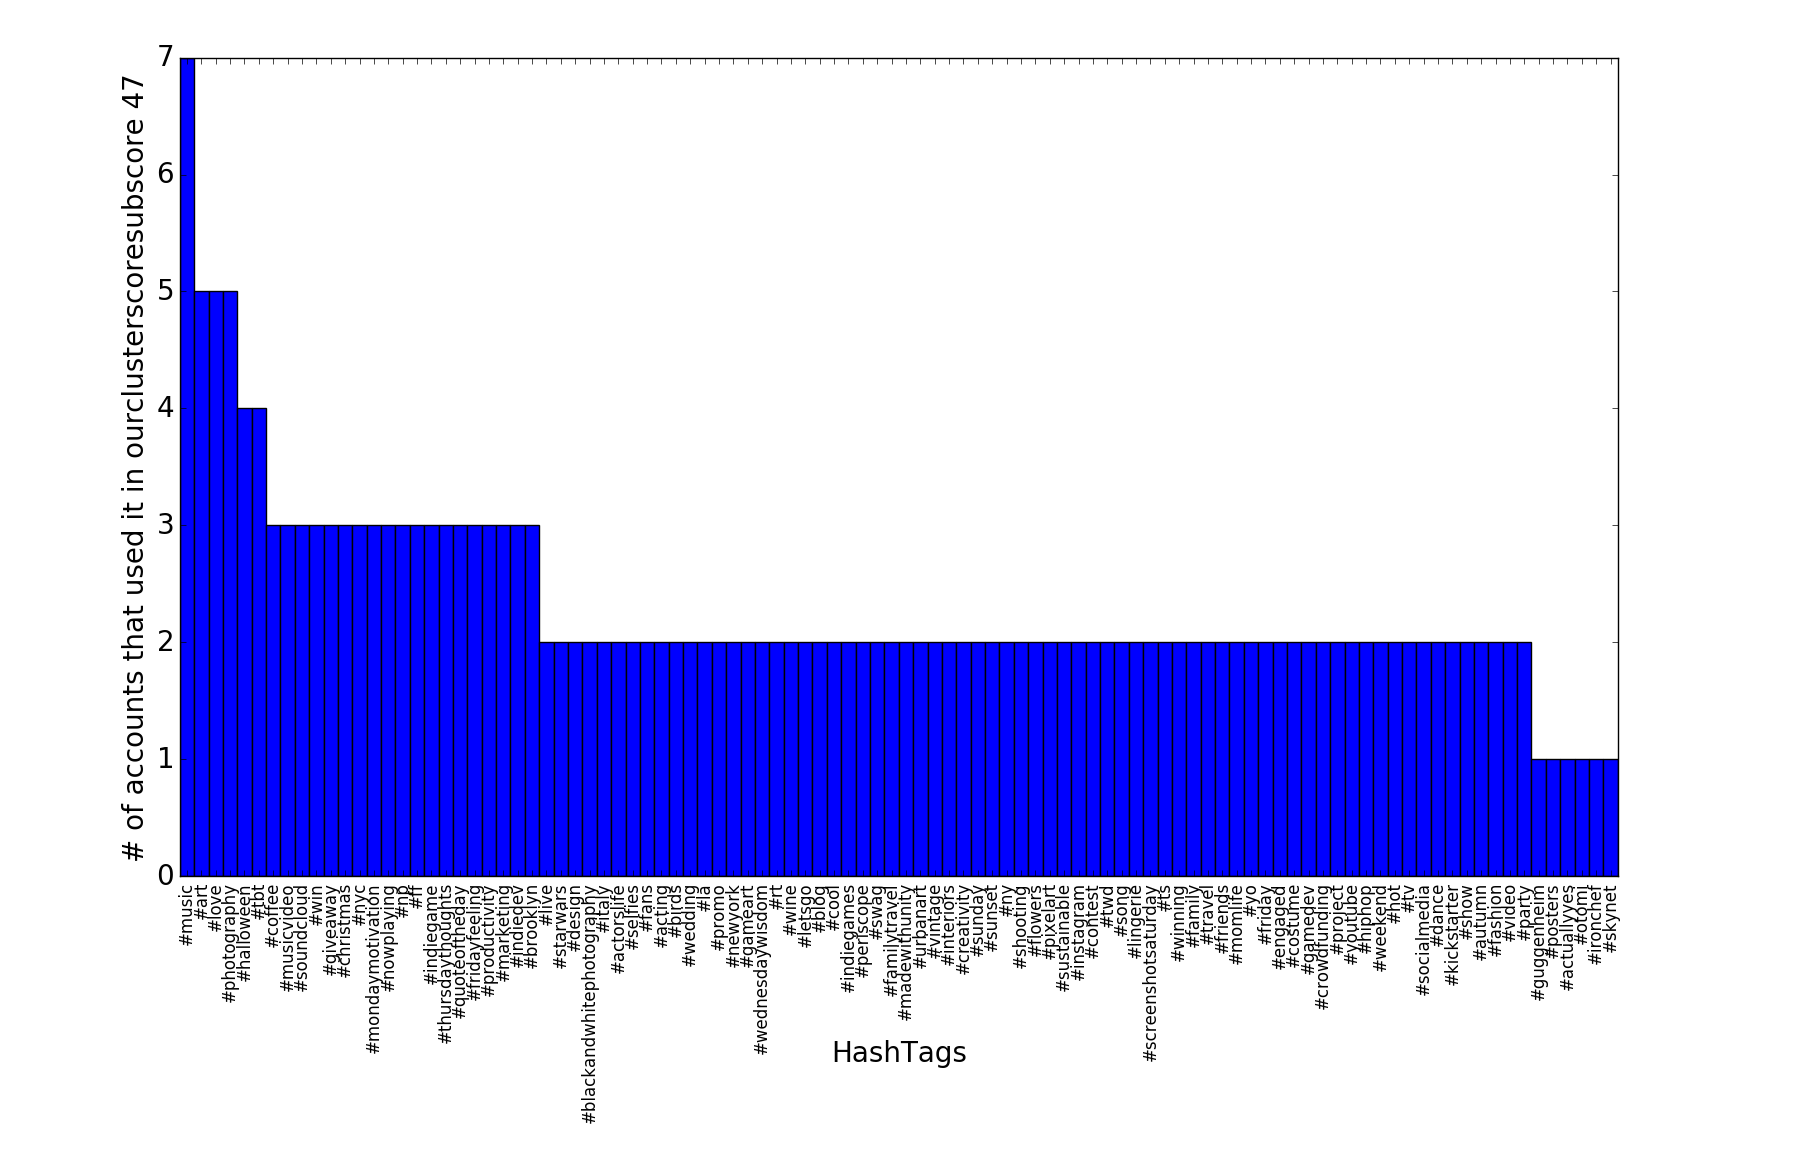 # of accounts that used it in ourclusterscoresubscore 47
7
6
5
4
3
2
1
0
#music
#art
#love
#photography
#halloween
#tbt
#coffee
#musicvideo
#soundcloud
#win
#giveaway
#christmas
#nyc
#mondaymotivation
#nowplaying
#np
#ff
#indiegame
#thursdaythoughts
#quoteoftheday
#fridayfeeling
#productivity
#marketing
#indiedev
#brooklyn
#live
#starwars
#design
#blackandwhitephotography
#italy
#actorslife
#selfies
#fans
#acting
#birds
#wedding
#la
#promo
#newyork
#gameart
#wednesdaywisdom
#rt
#wine
#letsgo
#blog
#cool
#indiegames
#periscope
#swag
#familytravel
#madewithunity
#urbanart
#vintage
#interiors
#creativity
#sunday
#sunset
#ny
#shooting
#flowers
#pixelart
#sustainable
#instagram
#contest
#twd
#song
#lingerie
#screenshotsaturday
#ts
#winning
#family
#travel
#friends
#momlife
#yo
#friday
#engaged
#costume
#gamedev
#crowdfunding
#project
#youtube
#hiphop
#weekend
#hot
#tv
#socialmedia
#dance
#kickstarter
#show
#autumn
#fashion
#video
#party
#guggenheim
#posters
#actuallyyes
#otomi
#ironchef
#skynet
HashTags